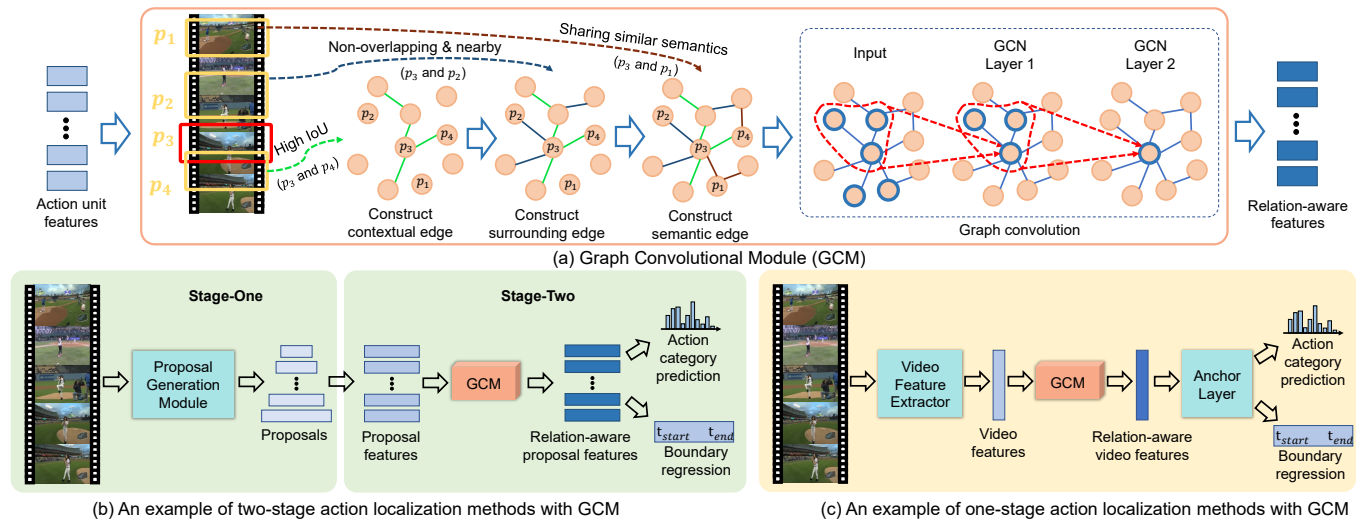 Action unit
features
p1
p2
p3
p4
Non-overlapping & nearby
(p3 and p2)
Sharing similar semantics
(p3 and p1)
High IoU
(p3 and p4)
p2
p4
p3
p1
Construct
contextual edge
p2
p4
p3
p1
Construct
surrounding edge
p2
p4
p3
p1
Construct
semantic edge
Input
GCN
Layer 1
GCN
Layer 2
Graph convolution
Relation-aware
features
(a) Graph Convolutional Module (GCM)
Stage-One
Proposal
Generation
Module
Proposals
Stage-Two
Proposal
features
GCM
Relation-aware
proposal features
Action
category
prediction
tstart tend
Boundary
regression
(b) An example of two-stage action localization methods with GCM
Video
Feature
Extractor
Video
features
GCM
Relation-aware
video features
Anchor
Layer
Action
category
prediction
tstart tend
Boundary
regression
(c) An example of one-stage action localization methods with GCM